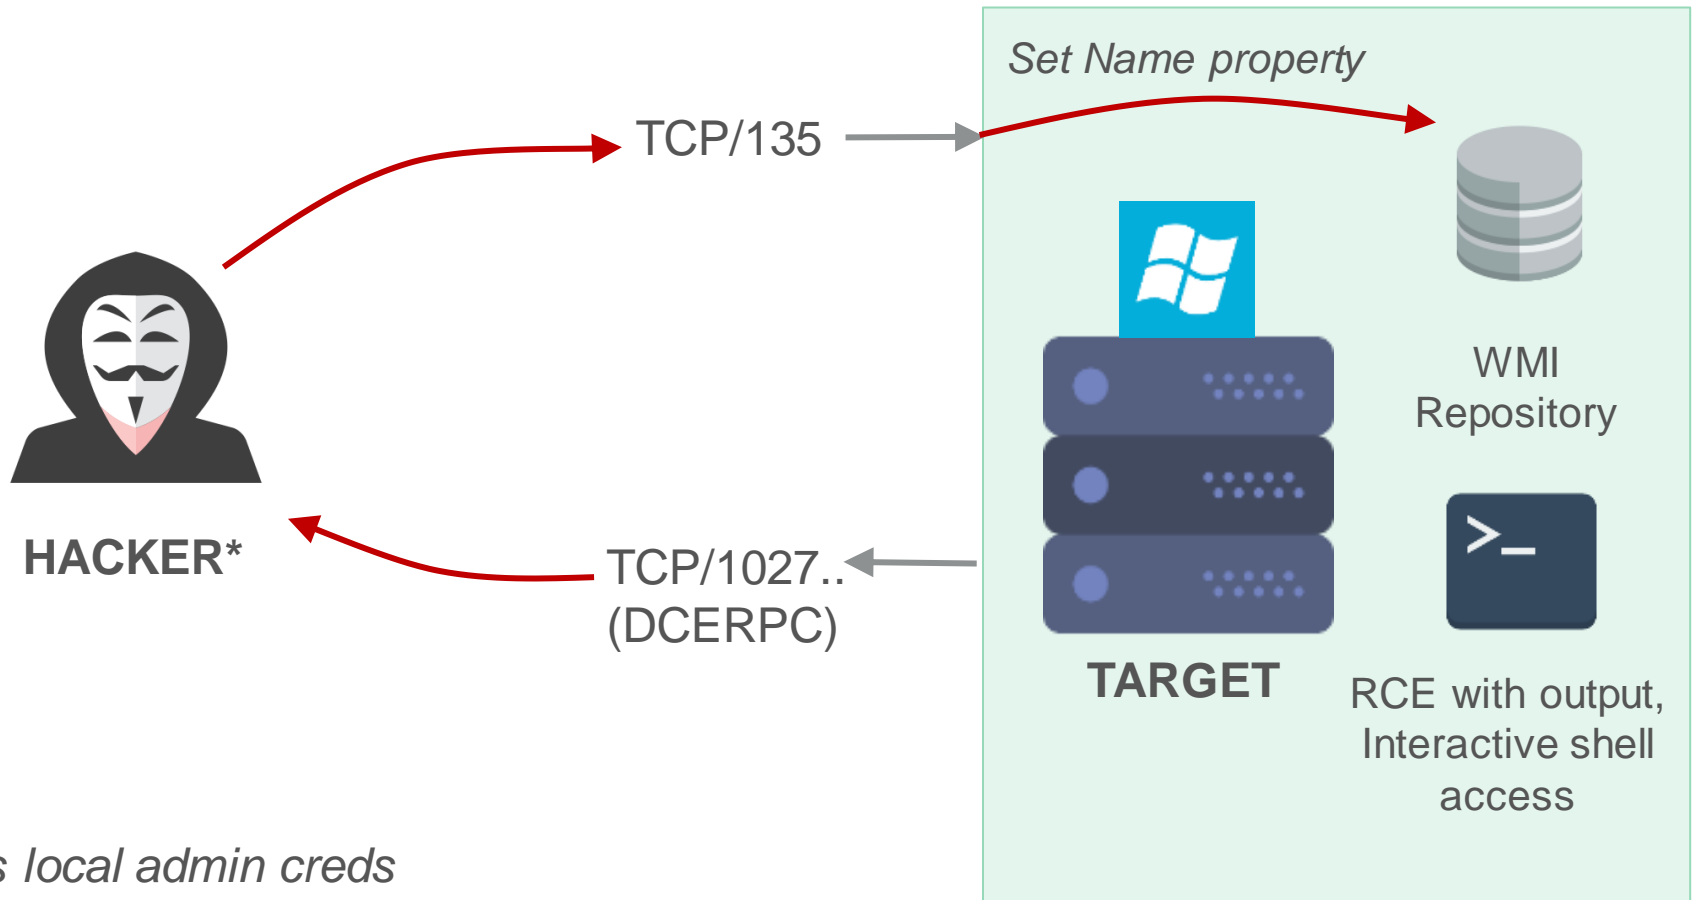 Set Name property
TCP/135
WMI
Repository
HACKER*
TCP/1027..
(DCERPC)
>_
TARGET
RCE with output,
Interactive shell
access
s local admin creds